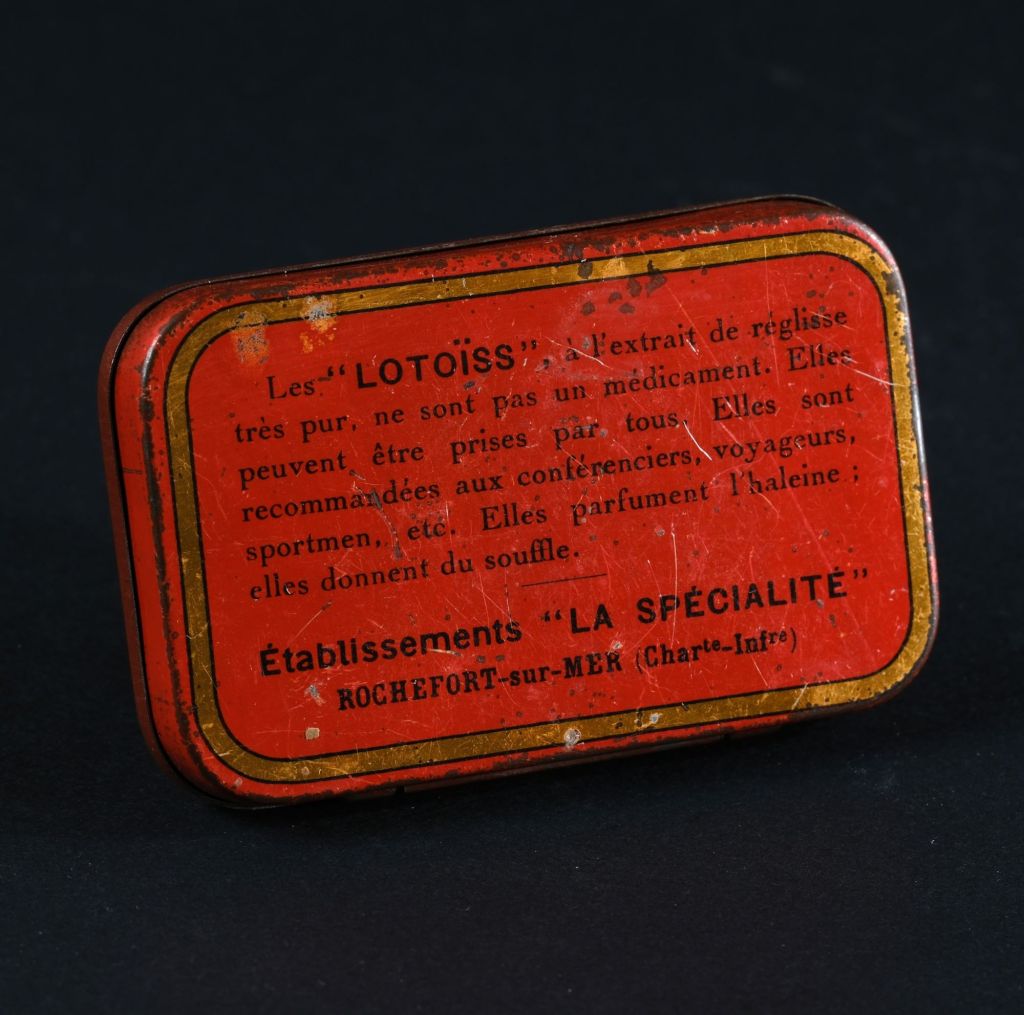 Les “LOTOÏSS”, à l'extrait de réglisse
très pur, ne sont pas un médicament. Elles
peuvent être prises par tous. Elles sont
recommandées aux conférenciers, voyageurs,
sportmen, etc. Elles parfument l'haleine ;
elles donnent du souffle.
Établissements “LA SPÉCIALITÉ”
ROCHEFORT-sur-MER (Charte-Infre)